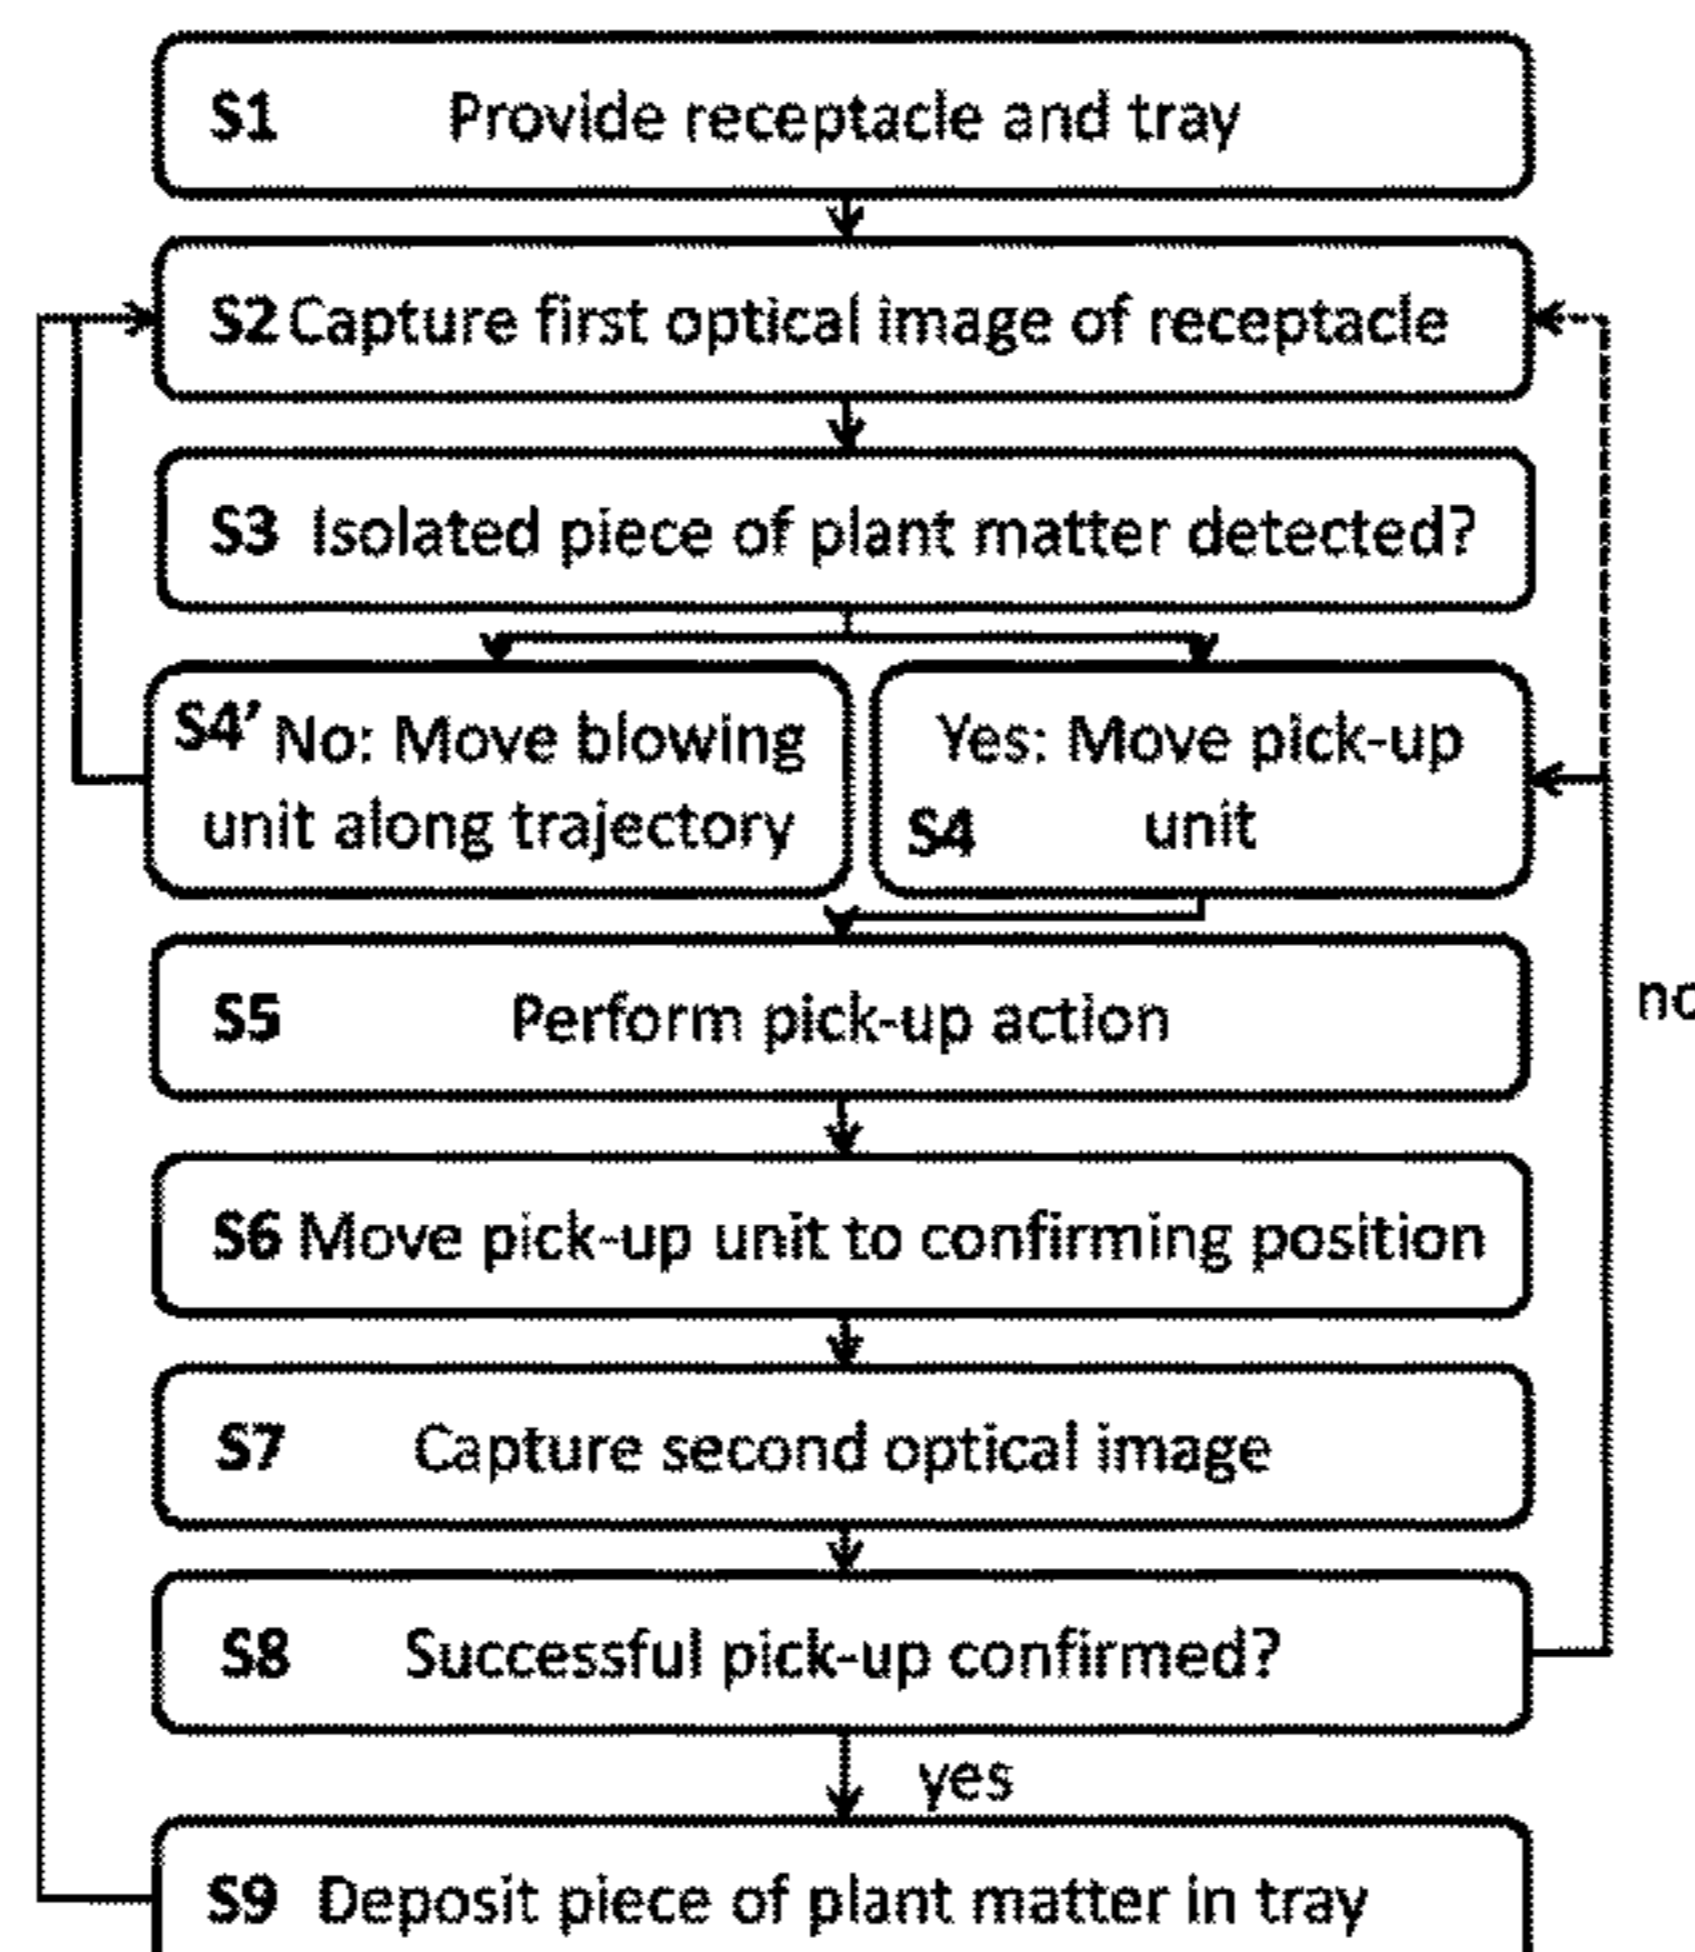 S1 Provide receptacle and tray
S2 Capture first optical image of receptacle
S3 Isolated piece of plant matter detected?
S4' No: Move blowing
unit along trajectory
Yes: Move pick-up
S4 unit
S5 Perform pick-up action
no
S6 Move pick-up unit to confirming position
S7 Capture second optical image
S8 Successful pick-up confirmed?
yes
S9 Deposit piece of plant matter in tray